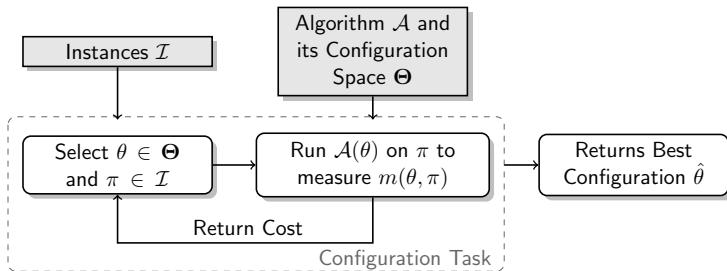 Instances 𝓘
Algorithm 𝓐 and
its Configuration
Space Θ
Select θ ∈ Θ
and π ∈ 𝓘
Run 𝓐(θ) on π to
measure m(θ, π)
Returns Best
Configuration θ̂
Return Cost
Configuration Task